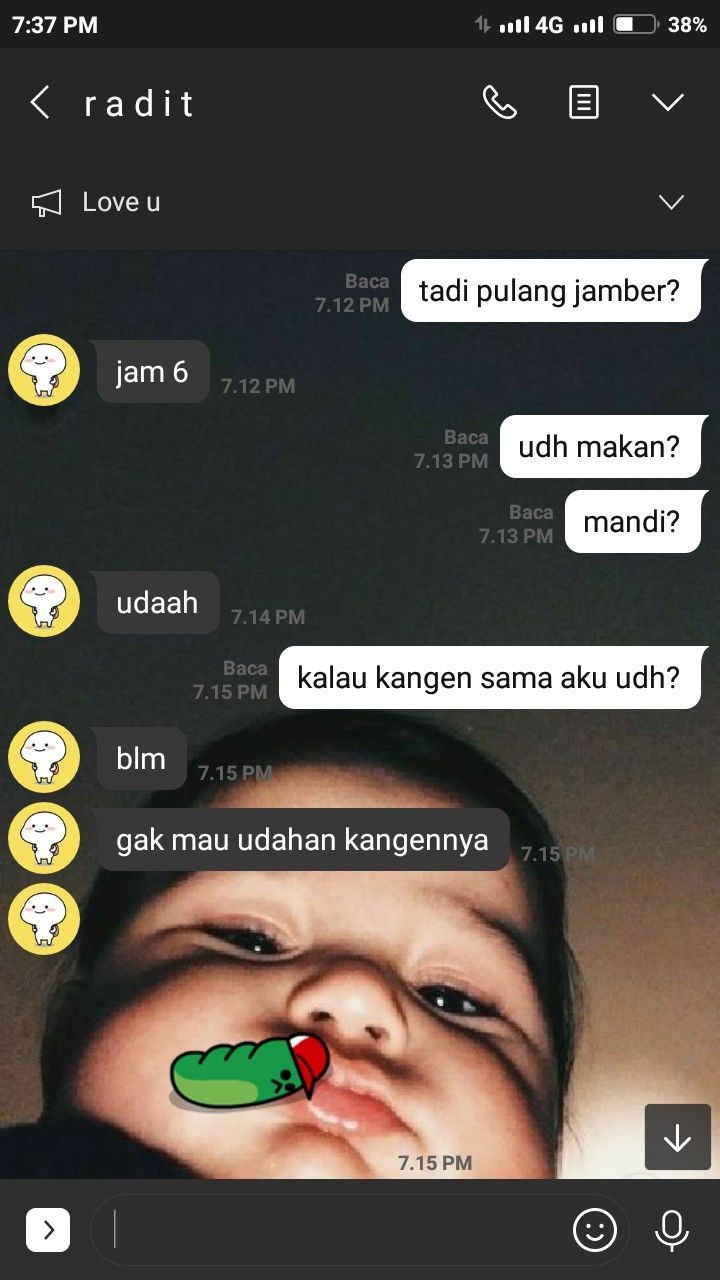 7:37 PM
4G
38%
radit
Love u
Baca
7.12 PM
tadi pulang jamber?
jam 6
7.12 PM
Baca
7.13 PM
udh makan?
Baca
7.13 PM
mandi?
udaah
7.14 PM
Baca
7.15 PM
kalau kangen sama aku udh?
blm
7.15 PM
gak mau udahan kangennya
7.15 PM
7.15 PM